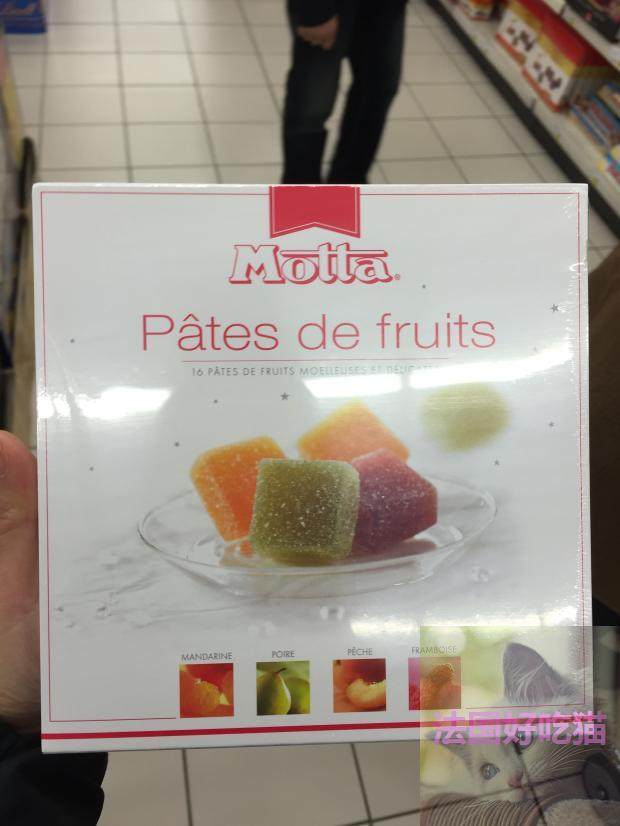 Motta
Pâtes de fruits
16 PÂTES DE FRUITS MOELLEUSES ET DÉLICATES
MANDARINE POIRE PÊCHE FRAMBOISE
法国好吃猫